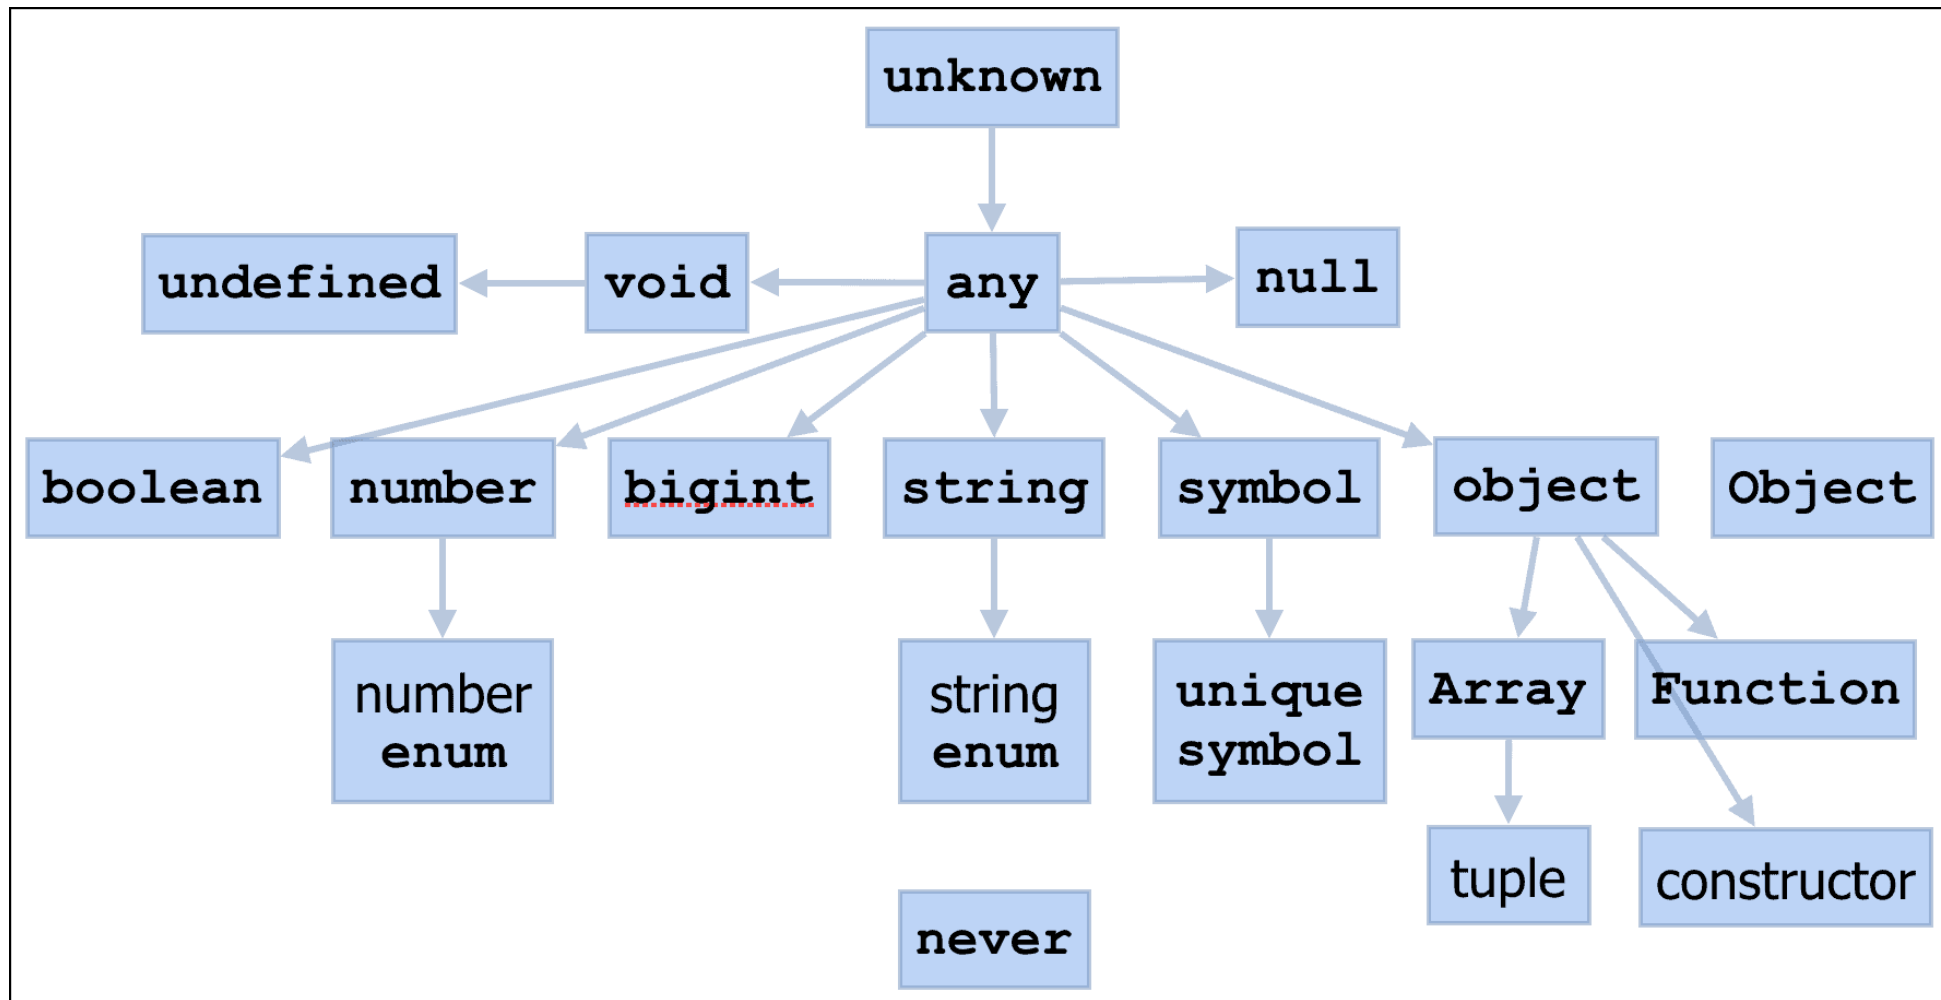 unknown
undefined
void
any
null
boolean
number
bigint
string
symbol
object
Object
number
enum
string
enum
unique
symbol
Array
Function
tuple
constructor
never